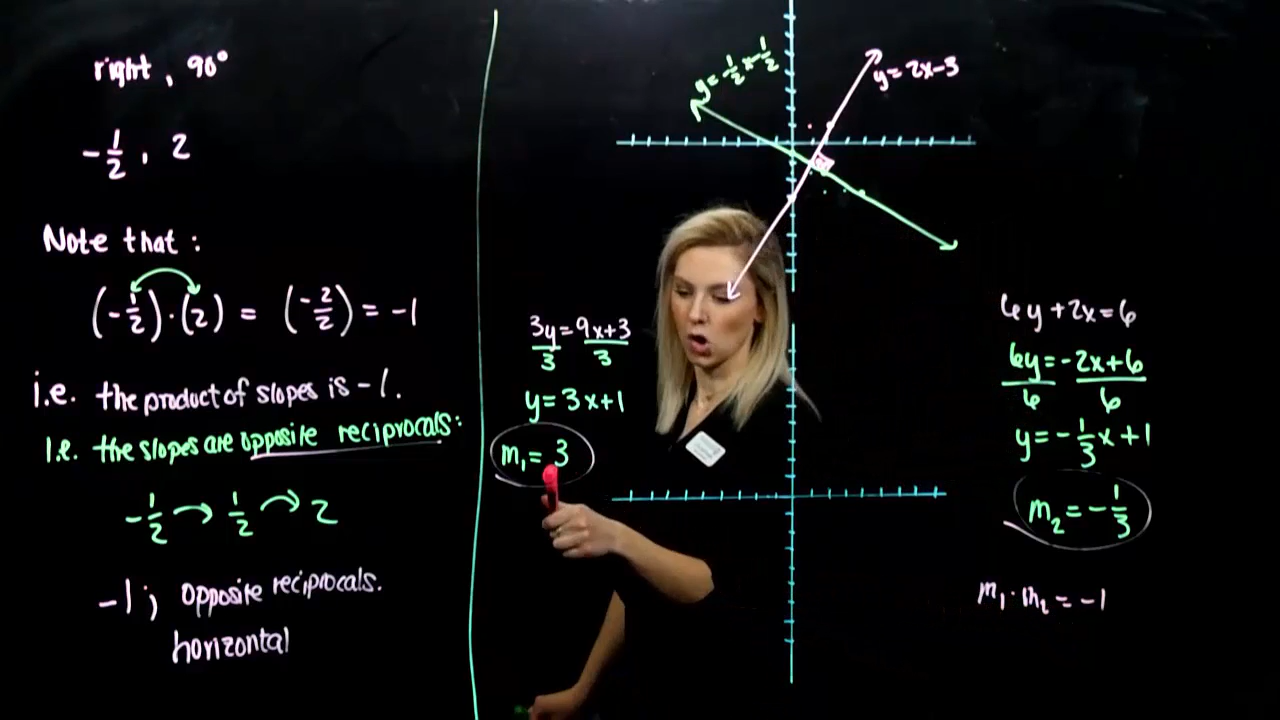 right, 90°
-1/2, 2
Note that:
(-1/2)·(2) = (-2/2) = -1
i.e. the product of slopes is -1.
I.e. the slopes are opposite reciprocals:
-1/2 → 1/2 → 2
-1; opposite reciprocals.
horizontal
y=-1/2x-1/2
y=2x-3
3y=9x+3
3 3
y=3x+1
m₁=3
6y+2x=6
6y=-2x+6
6 6
y=-1/3x+1
m₂=-1/3
m₁·m₂=-1